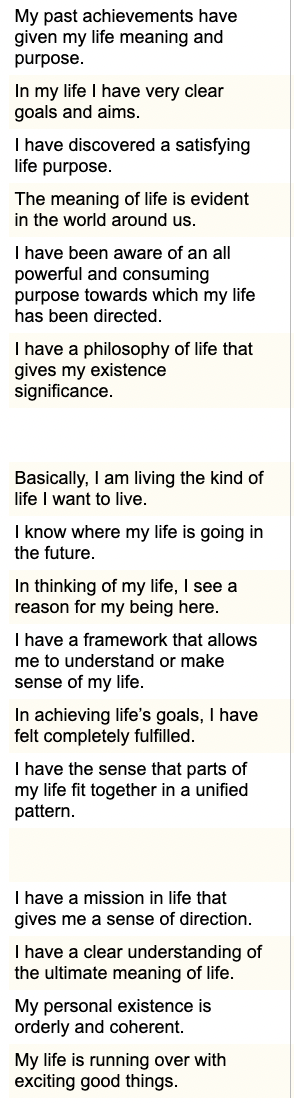 My past achievements have
given my life meaning and
purpose.
In my life I have very clear
goals and aims.
I have discovered a satisfying
life purpose.
The meaning of life is evident
in the world around us.
I have been aware of an all
powerful and consuming
purpose towards which my life
has been directed.
I have a philosophy of life that
gives my existence
significance.
Basically, I am living the kind of
life I want to live.
I know where my life is going in
the future.
In thinking of my life, I see a
reason for my being here.
I have a framework that allows
me to understand or make
sense of my life.
In achieving life’s goals, I have
felt completely fulfilled.
I have the sense that parts of
my life fit together in a unified
pattern.
I have a mission in life that
gives me a sense of direction.
I have a clear understanding of
the ultimate meaning of life.
My personal existence is
orderly and coherent.
My life is running over with
exciting good things.